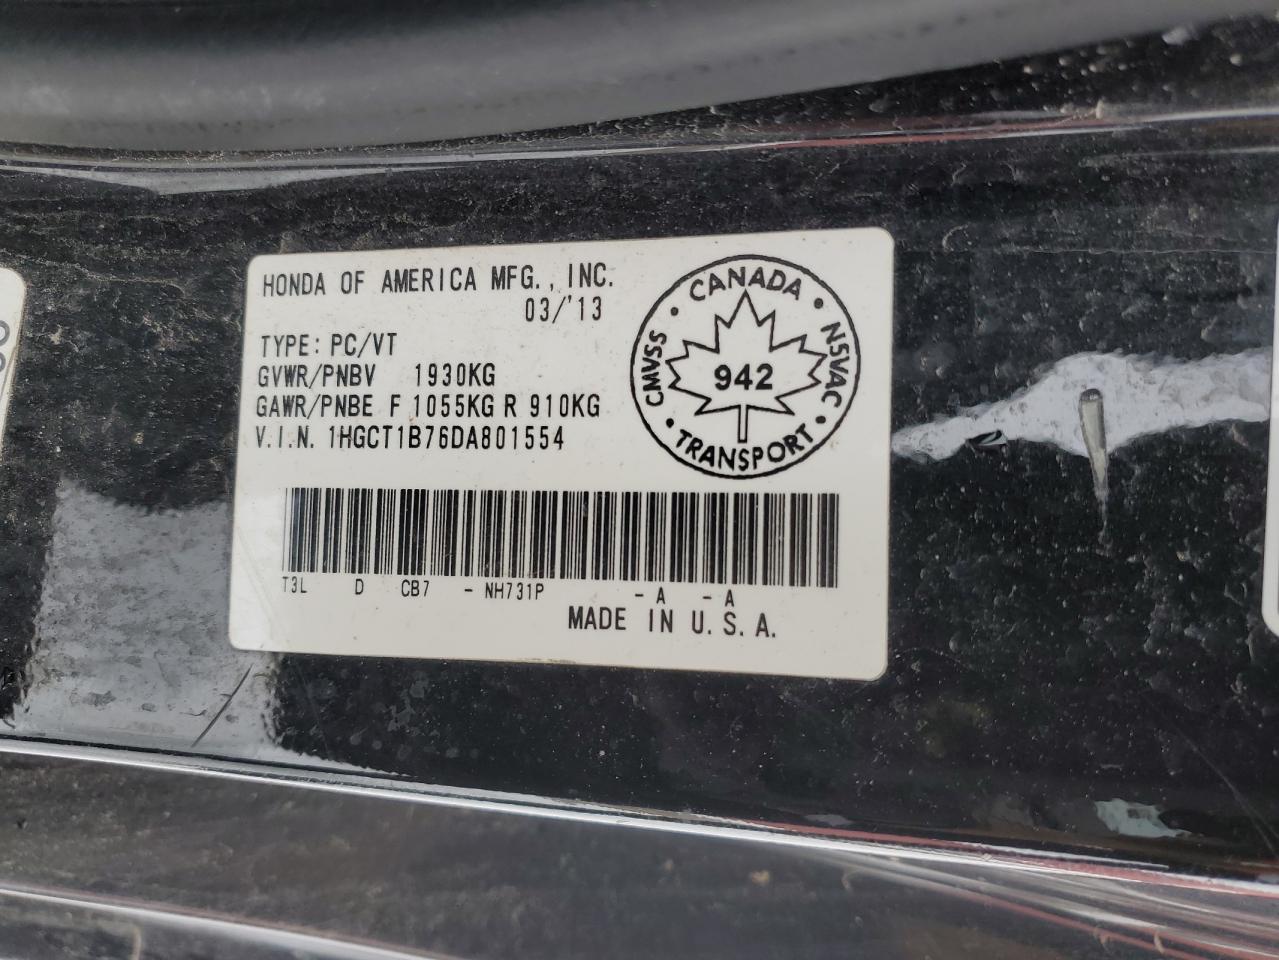 HONDA OF AMERICA MFG., INC.
03/'13
TYPE: PC/VT
GVWR/PNBV 1930KG
GAWR/PNBE F 1055KG R 910KG
V.I.N. 1HGCT1B76DA801554
CANADA
CMVSS
942
NSVAC
TRANSPORT
T3L D CB7 - NH731P - A - A
MADE IN U.S.A.